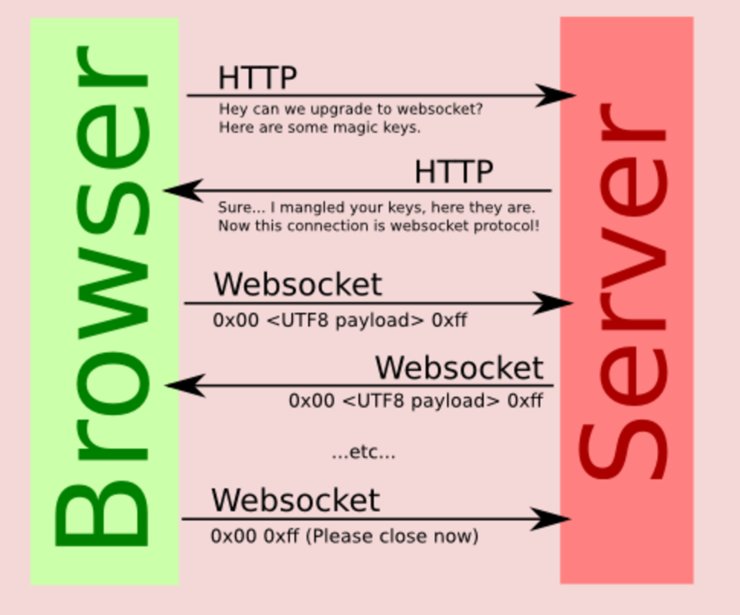 Browser
Server
HTTP
Hey can we upgrade to websocket?
Here are some magic keys.
HTTP
Sure... I mangled your keys, here they are.
Now this connection is websocket protocol!
Websocket
0x00 <UTF8 payload> 0xff
Websocket
0x00 <UTF8 payload> 0xff
...etc...
Websocket
0x00 0xff (Please close now)